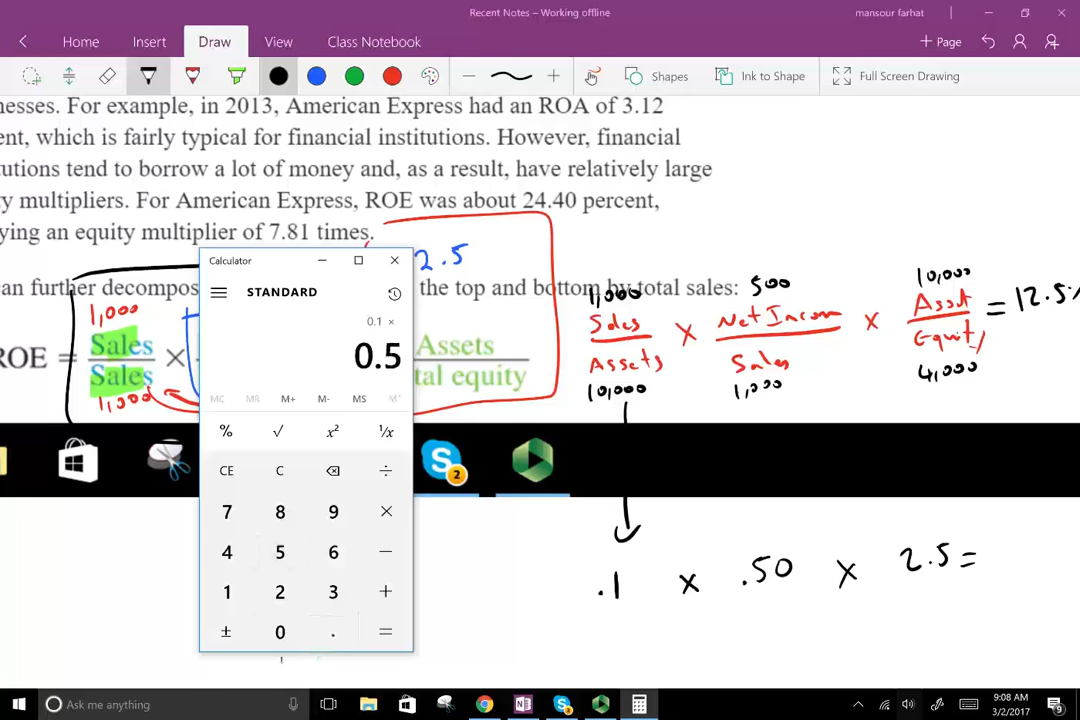 Recent Notes – Working offline
mansour farhat
Home Insert Draw View Class Notebook
Page
Shapes Ink to Shape Full Screen Drawing
nesses. For example, in 2013, American Express had an ROA of 3.12
ent, which is fairly typical for financial institutions. However, financial
utions tend to borrow a lot of money and, as a result, have relatively large
y multipliers. For American Express, ROE was about 24.40 percent,
ying an equity multiplier of 7.81 times.
an further decompos the top and bottom by total sales:
2.5
1,000
ROE = Sales × Assets
Sales tal equity
1,000
1,000 500 10,000
Sales × Net Income × Asset = 12.5%
Assets Sales Equity
10,000 1,000 4,000
.1 × .50 × 2.5 =
Calculator
STANDARD
0.1 ×
0.5
MC MR M+ M- MS M
% √ x² ¹/x
CE C ÷
7 8 9 ×
4 5 6 −
1 2 3 +
± 0 . =
2
Ask me anything
9:08 AM
3/2/2017
9